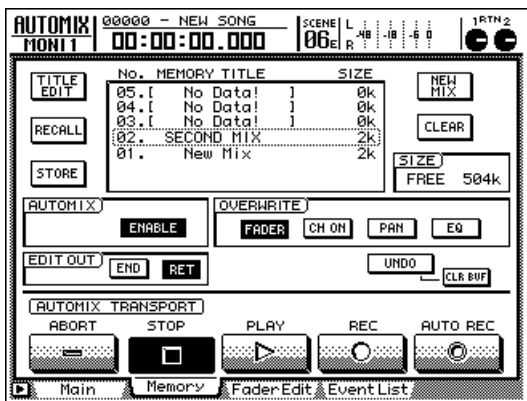 AUTOMIX
MONI 1
00000 - NEW SONG
00:00:00.000
SCENE
06E
L
R
-48
-18
-6
0
1 RTN 2
TITLE EDIT
RECALL
STORE
No. MEMORY TITLE SIZE
05.[ No Data! ] 0k
04.[ No Data! ] 0k
03.[ No Data! ] 0k
02. SECOND MIX 2k
01. New Mix 2k
NEW MIX
CLEAR
SIZE
FREE 504k
AUTOMIX
ENABLE
OVERWRITE
FADER CH ON PAN EQ
EDIT OUT
END RET
UNDO
CLR BUF
AUTOMIX TRANSPORT
ABORT STOP PLAY REC AUTO REC
Main Memory Fader Edit Event List